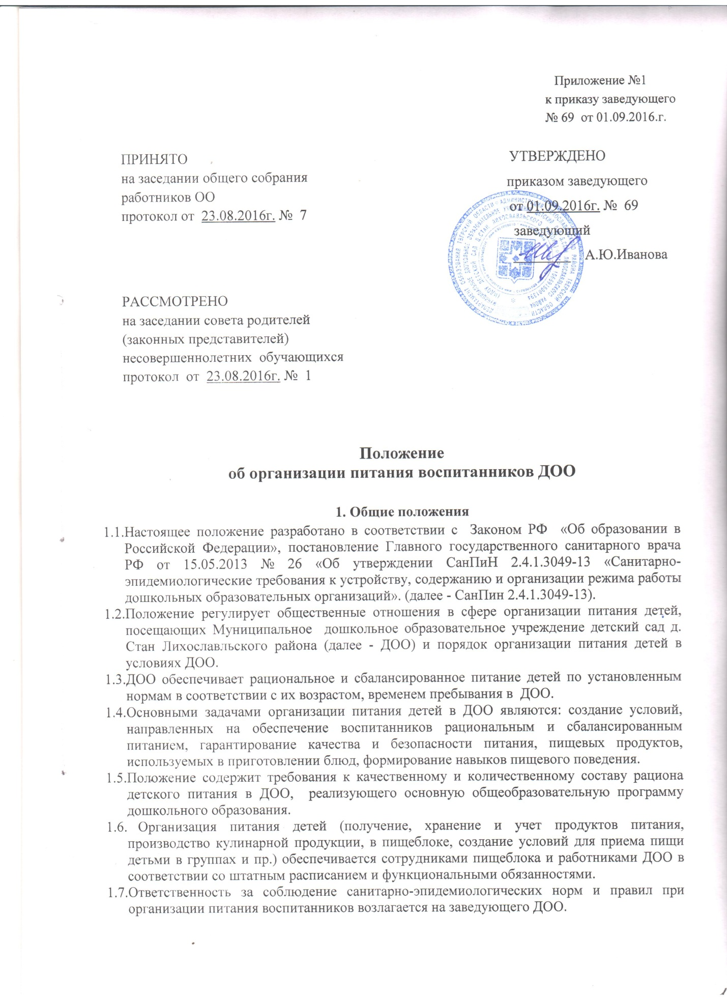 Приложение №1
к приказу заведующего
№ 69 от 01.09.2016.г.
ПРИНЯТО
на заседании общего собрания
работников ОО
протокол от 23.08.2016г. № 7
УТВЕРЖДЕНО
приказом заведующего
от 01.09.2016г. № 69
заведующий
А.Ю.Иванова
РАССМОТРЕНО
на заседании совета родителей
(законных представителей)
несовершеннолетних обучающихся
протокол от 23.08.2016г. № 1
Положение
об организации питания воспитанников ДОО
1. Общие положения
1.1.Настоящее положение разработано в соответствии с Законом РФ «Об образовании в
Российской Федерации», постановление Главного государственного санитарного врача
РФ от 15.05.2013 № 26 «Об утверждении СанПиН 2.4.1.3049-13 «Санитарно-
эпидемиологические требования к устройству, содержанию и организации режима работы
дошкольных образовательных организаций». (далее - СанПин 2.4.1.3049-13).
1.2.Положение регулирует общественные отношения в сфере организации питания детей,
посещающих Муниципальное дошкольное образовательное учреждение детский сад д.
Стан Лихославльского района (далее - ДОО) и порядок организации питания детей в
условиях ДОО.
1.3.ДОО обеспечивает рациональное и сбалансированное питание детей по установленным
нормам в соответствии с их возрастом, временем пребывания в ДОО.
1.4.Основными задачами организации питания детей в ДОО являются: создание условий,
направленных на обеспечение воспитанников рациональным и сбалансированным
питанием, гарантирование качества и безопасности питания, пищевых продуктов,
используемых в приготовлении блюд, формирование навыков пищевого поведения.
1.5.Положение содержит требования к качественному и количественному составу рациона
детского питания в ДОО, реализующего основную общеобразовательную программу
дошкольного образования.
1.6. Организация питания детей (получение, хранение и учет продуктов питания,
производство кулинарной продукции, в пищеблоке, создание условий для приема пищи
детьми в группах и пр.) обеспечивается сотрудниками пищеблока и работниками ДОО в
соответствии со штатным расписанием и функциональными обязанностями.
1.7.Ответственность за соблюдение санитарно-эпидемиологических норм и правил при
организации питания воспитанников возлагается на заведующего ДОО.